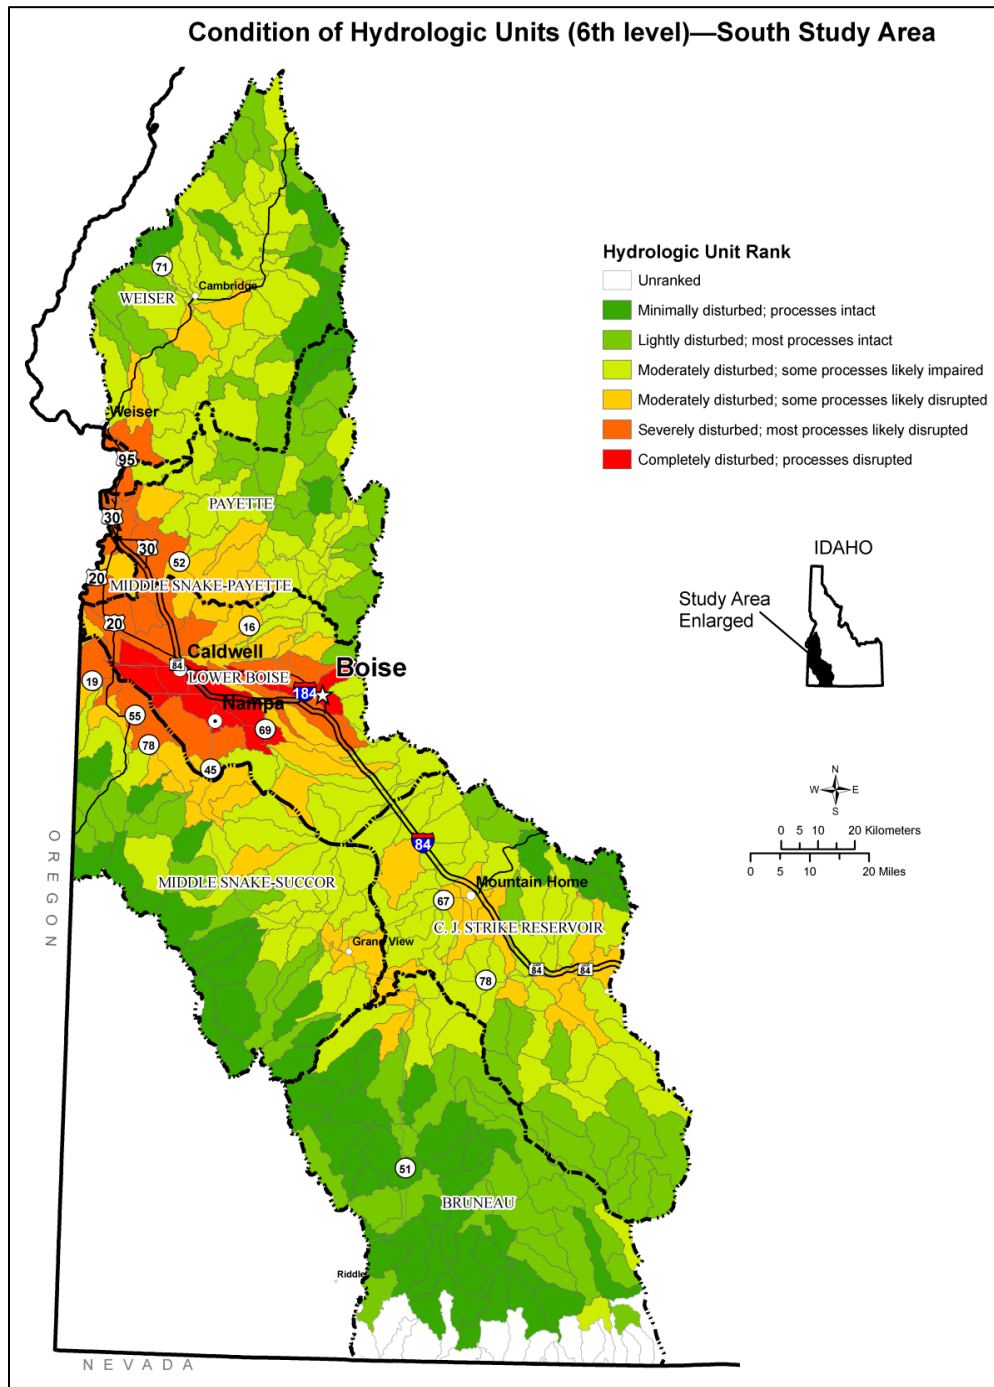 Condition of Hydrologic Units (6th level)—South Study Area
Hydrologic Unit Rank
Unranked
Minimally disturbed; processes intact
Lightly disturbed; most processes intact
Moderately disturbed; some processes likely impaired
Moderately disturbed; some processes likely disrupted
Severely disturbed; most processes likely disrupted
Completely disturbed; processes disrupted
71
Cambridge
WEISER
Weiser
95
PAYETTE
30
30
52
20
MIDDLE SNAKE-PAYETTE
20
16
Caldwell
84
LOWER BOISE
Boise
184
19
Nampa
55
69
78
45
84
OREGON
MIDDLE SNAKE-SUCCOR
Mountain Home
67
C. J. STRIKE RESERVOIR
Grand View
84
84
78
51
BRUNEAU
Riddle
NEVADA
IDAHO
Study Area
Enlarged
N
W E
S
0 5 10 20 Kilometers
0 5 10 20 Miles